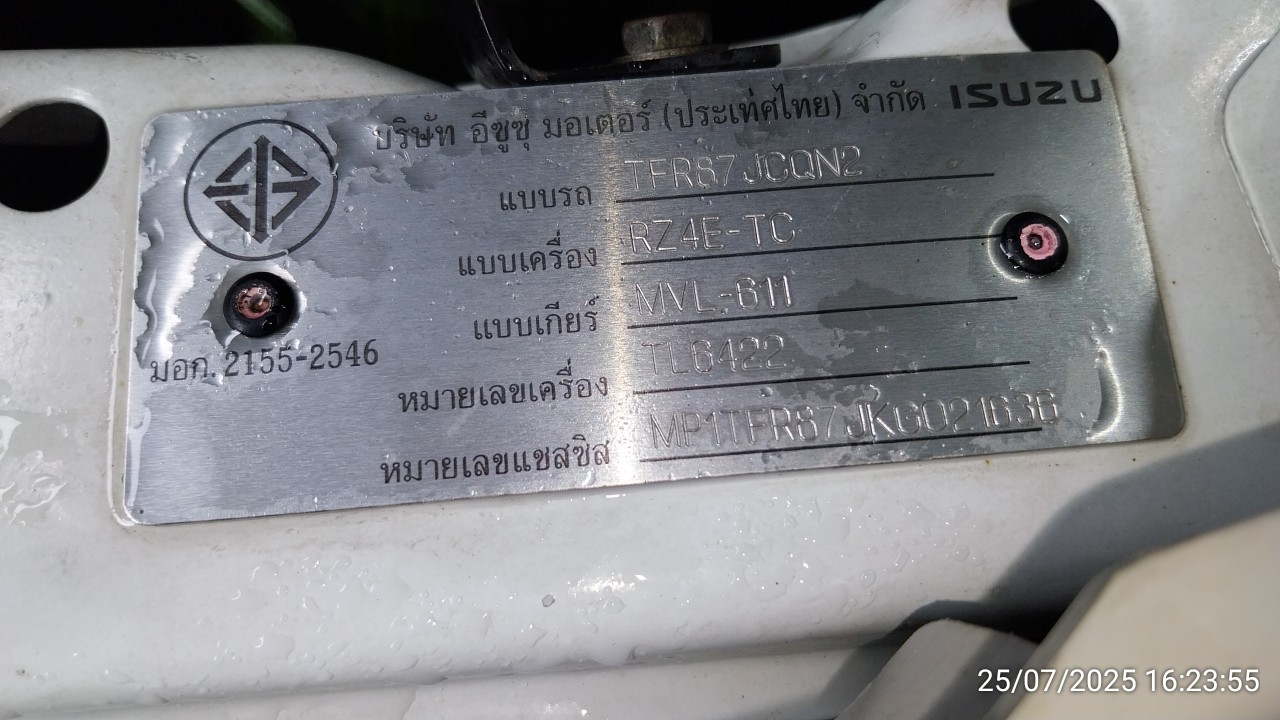 บริษัท อีซูซุ มอเตอร์ (ประเทศไทย) จำกัด ISUZU
แบบรถ TFR87JCQN2
แบบเครื่อง RZ4E-TC
แบบเกียร์ MVL-611
มอก. 2155-2546
หมายเลขเครื่อง TL6422
หมายเลขแชสซิส MP1TFR87JKG021636
25/07/2025 16:23:55